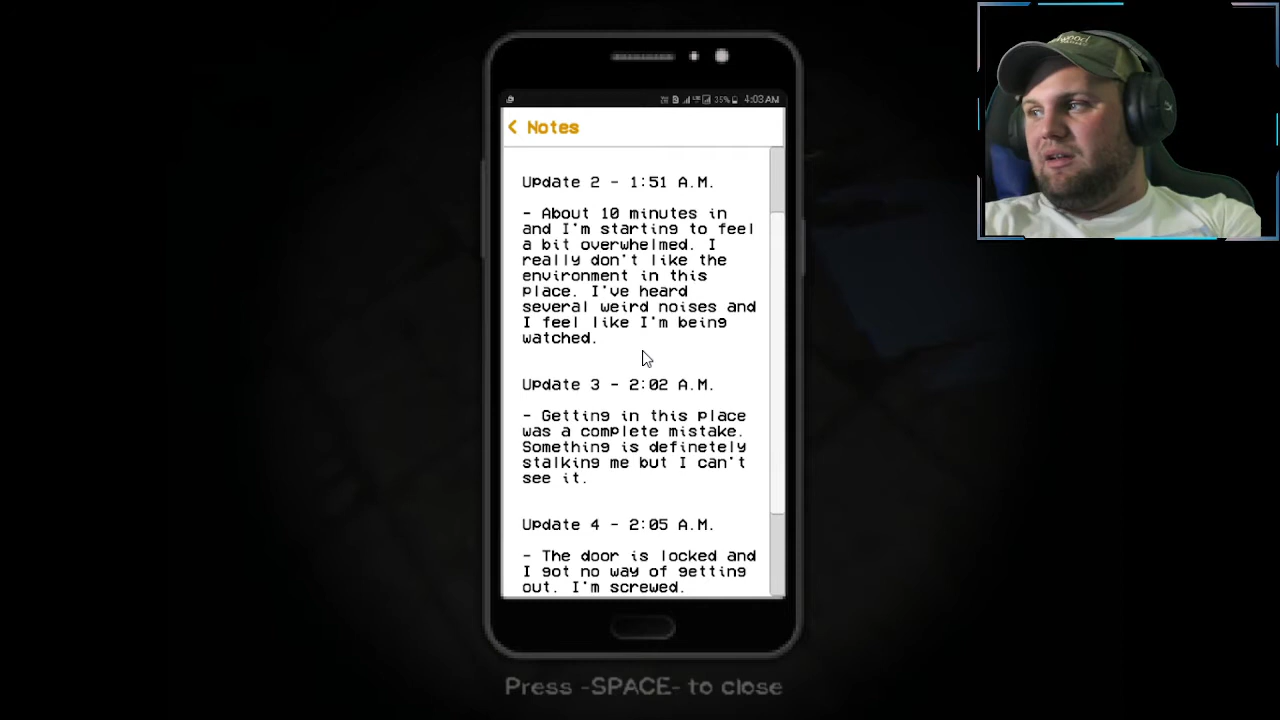 35% 4:03AM
< Notes
Update 2 - 1:51 A.M.
- About 10 minutes in
and I'm starting to feel
a bit overwhelmed. I
really don't like the
environment in this
place. I've heard
several weird noises and
I feel like I'm being
watched.
Update 3 - 2:02 A.M.
- Getting in this place
was a complete mistake.
Something is definetely
stalking me but I can't
see it.
Update 4 - 2:05 A.M.
- The door is locked and
I got no way of getting
out. I'm screwed.
Press -SPACE- to close